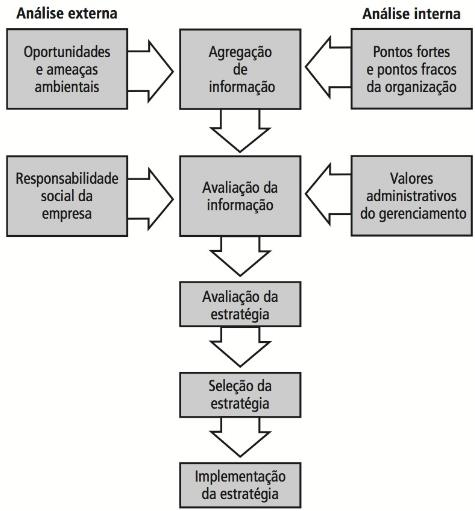 Análise externa
Análise interna
Oportunidades
e ameaças
ambientais
Agregação
de
informação
Pontos fortes
e pontos fracos
da organização
Responsabilidade
social da
empresa
Avaliação da
informação
Valores
administrativos
do gerenciamento
Avaliação da
estratégia
Seleção da
estratégia
Implementação
da estratégia